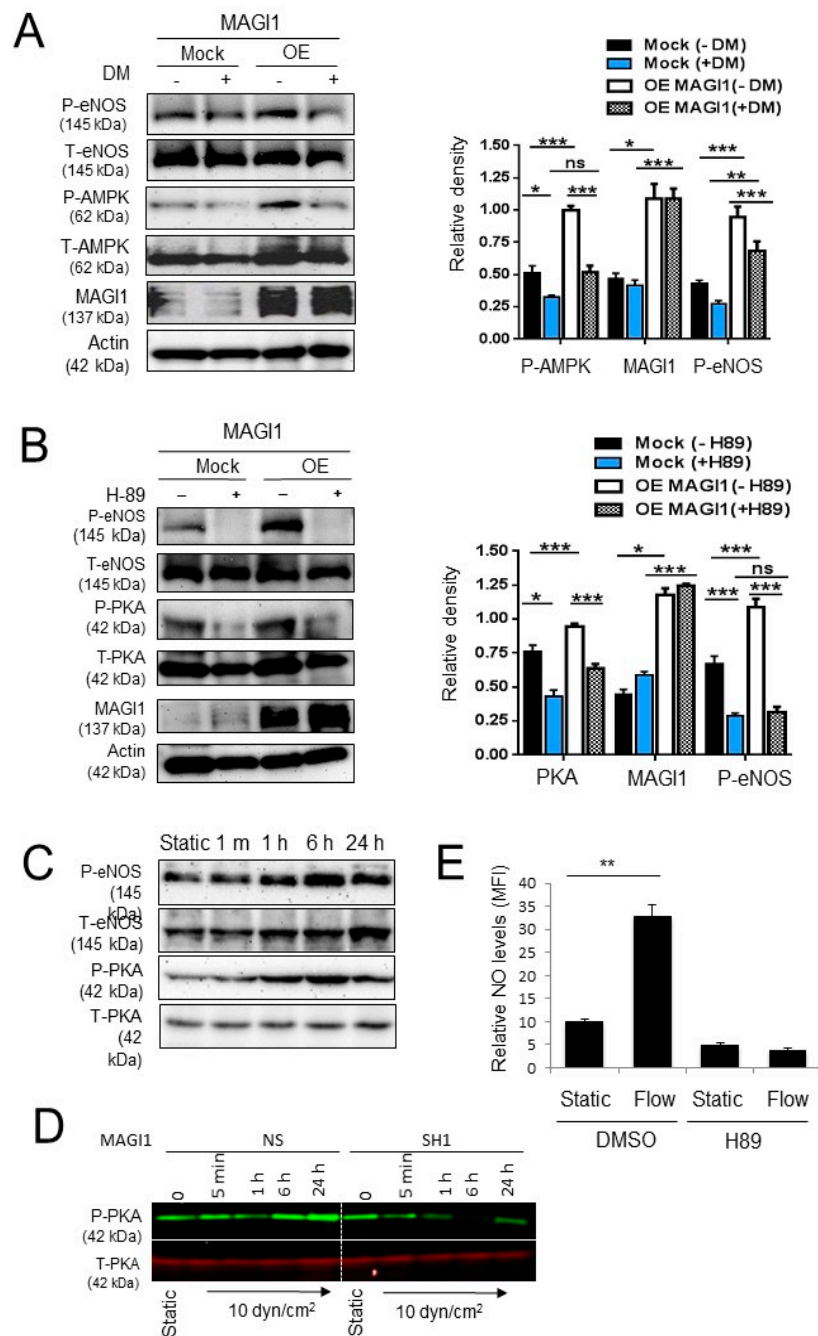 A
MAGI1
Mock OE
DM - + - +
P-eNOS
(145 kDa)
T-eNOS
(145 kDa)
P-AMPK
(62 kDa)
T-AMPK
(62 kDa)
MAGI1
(137 kDa)
Actin
(42 kDa)
Mock (- DM)
Mock (+DM)
OE MAGI1(- DM)
OE MAGI1(+DM)
Relative density
1.50
1.25
1.00
0.75
0.50
0.25
0.00
*** * ***
ns *** **
* *** ***
P-AMPK MAGI1 P-eNOS
B
MAGI1
Mock OE
H-89 – + – +
P-eNOS
(145 kDa)
T-eNOS
(145 kDa)
P-PKA
(42 kDa)
T-PKA
(42 kDa)
MAGI1
(137 kDa)
Actin
(42 kDa)
Mock (- H89)
Mock (+H89)
OE MAGI1(- H89)
OE MAGI1(+H89)
Relative density
1.50
1.25
1.00
0.75
0.50
0.25
0.00
*** * ***
*** ns
* *** *** ***
PKA MAGI1 P-eNOS
C
Static 1 m 1 h 6 h 24 h
P-eNOS
(145
kDa)
T-eNOS
(145 kDa)
P-PKA
(42 kDa)
T-PKA
(42
kDa)
E
**
Relative NO levels (MFI)
40
35
30
25
20
15
10
5
0
Static Flow Static Flow
DMSO H89
D
MAGI1 NS SH1
0 5 min 1 h 6 h 24 h 0 5 min 1 h 6 h 24 h
P-PKA
(42 kDa)
T-PKA
(42 kDa)
Static 10 dyn/cm² Static 10 dyn/cm²